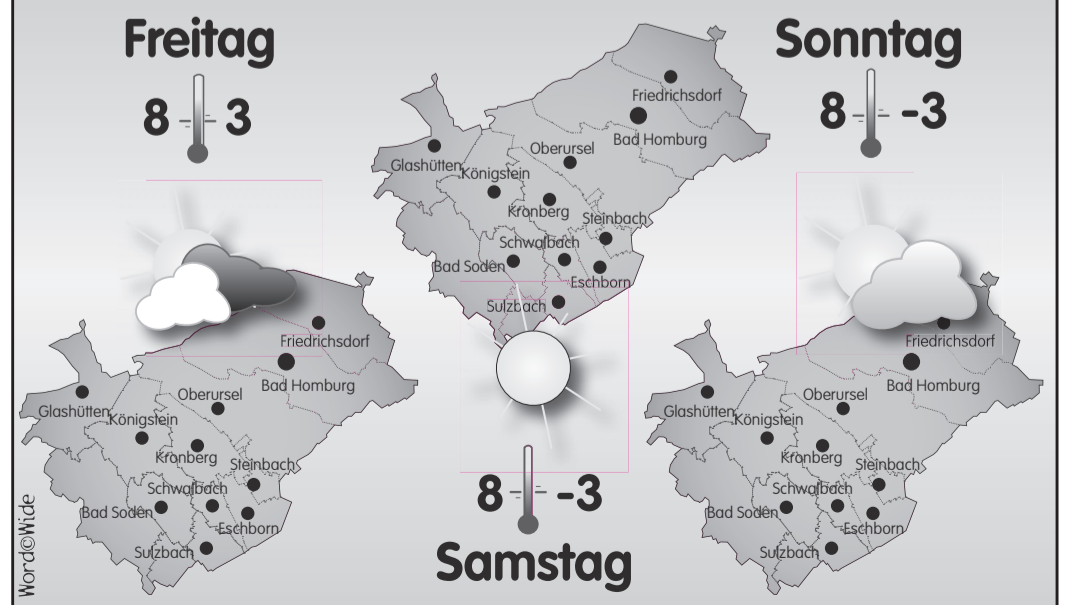 Freitag
8 3
Friedrichsdorf
Bad Homburg
Oberursel
Glashütten
Königstein
Kronberg
Steinbach
Schwalbach
Bad Soden
Eschborn
Sulzbach
Friedrichsdorf
Bad Homburg
Oberursel
Glashütten
Königstein
Kronberg
Steinbach
Schwalbach
Bad Soden
Eschborn
Sulzbach
8 -3
Samstag
Sonntag
8 -3
Friedrichsdorf
Bad Homburg
Oberursel
Glashütten
Königstein
Kronberg
Steinbach
Schwalbach
Bad Soden
Eschborn
Sulzbach
Word©Wide